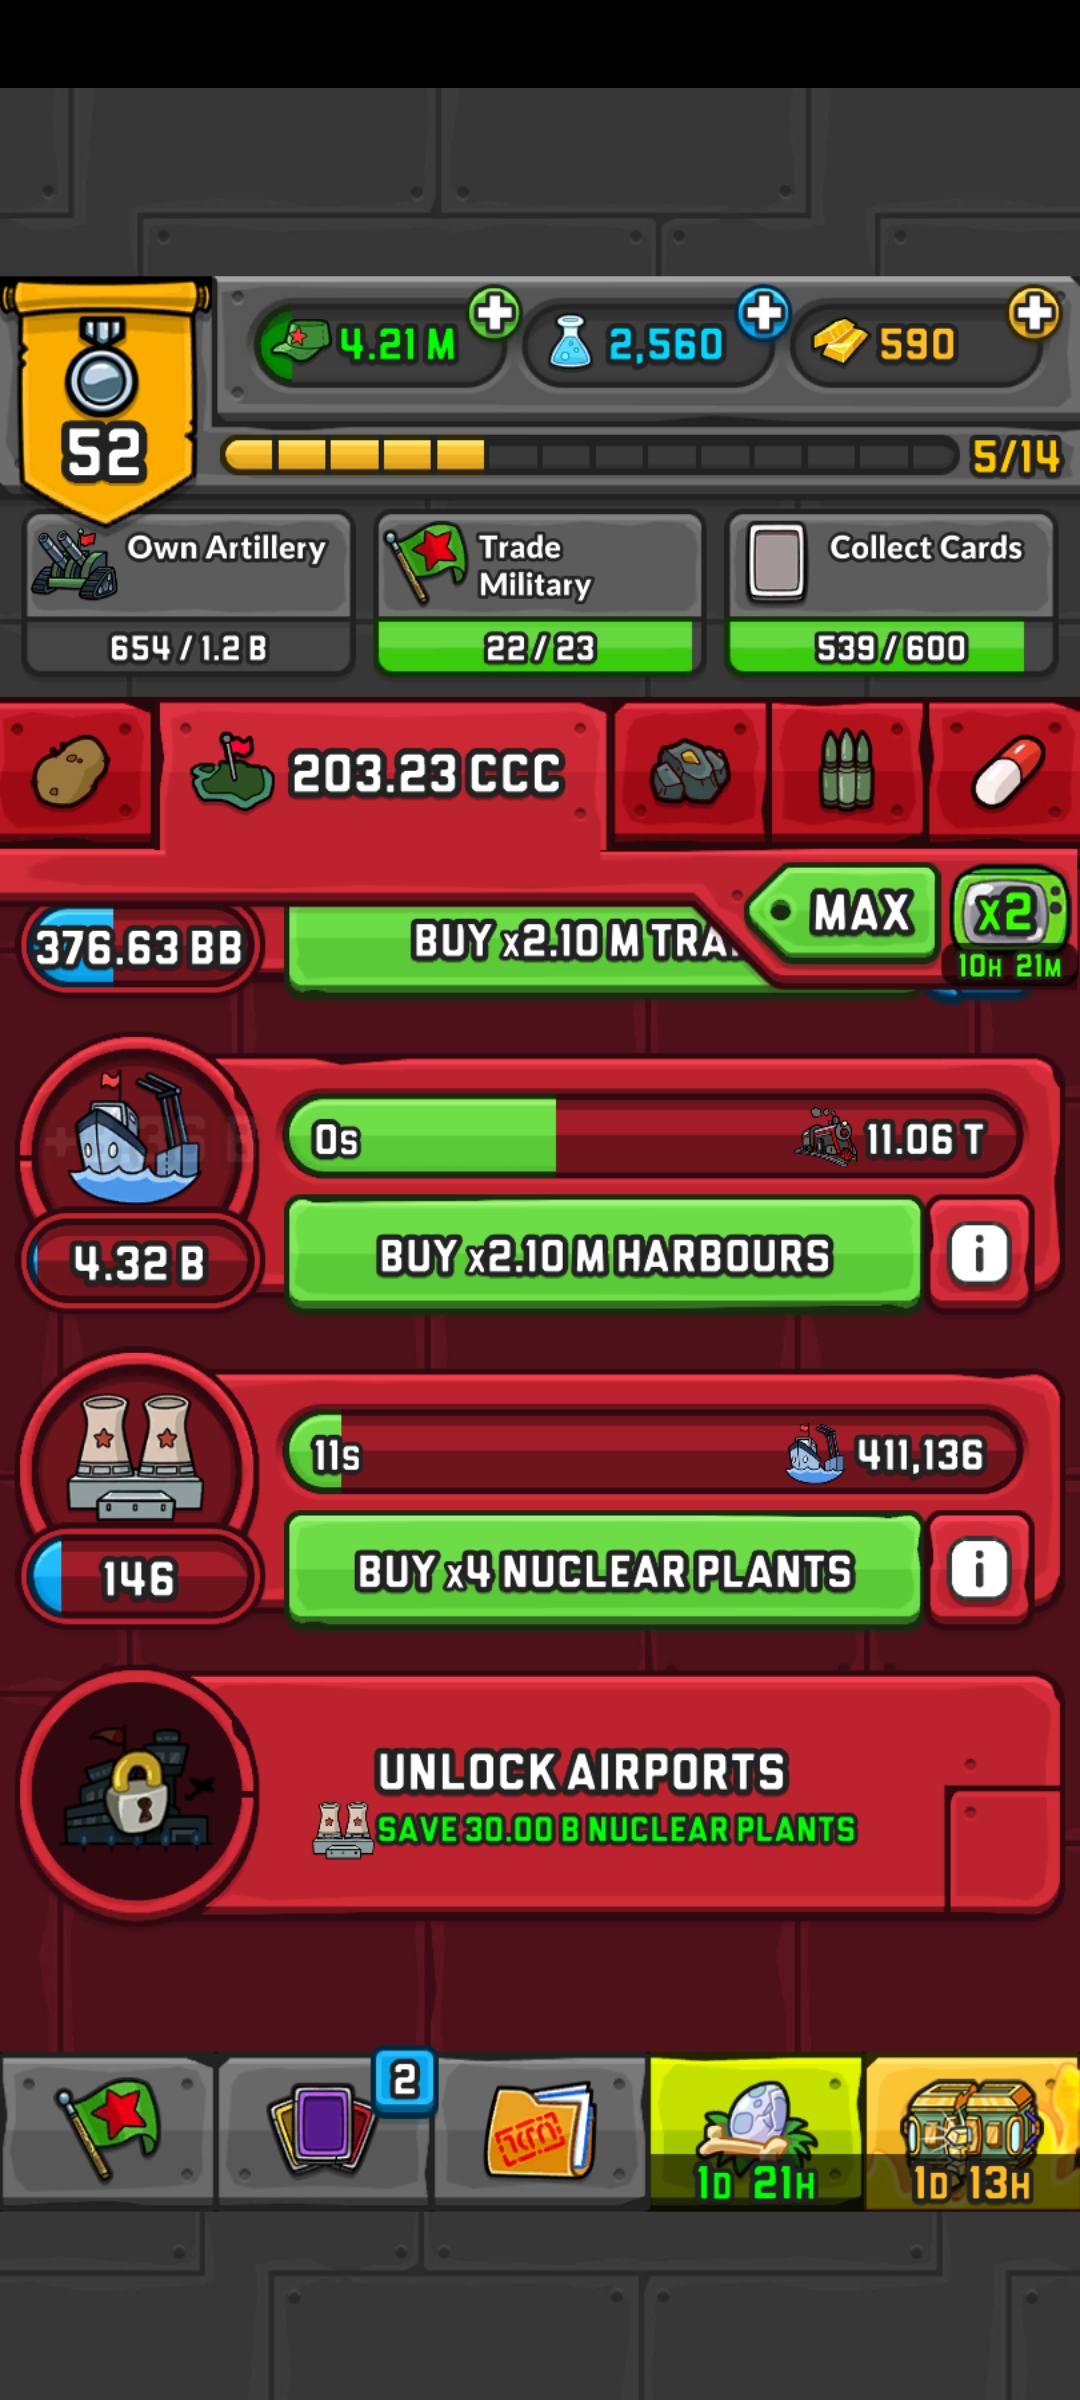 4.21 M
2,560
590
52
5/14
Own Artillery
Trade
Military
Collect Cards
654 / 1.2 B
22 / 23
539 / 600
203.23 CCC
MAX
x2
10H 21M
376.63 BB
BUY x2.10 M TRA
0s
11.06 T
4.32 B
BUY x2.10 M HARBOURS
i
11s
411,136
146
BUY x4 NUCLEAR PLANTS
i
UNLOCK AIRPORTS
SAVE 30.00 B NUCLEAR PLANTS
2
1D 21H
1D 13H